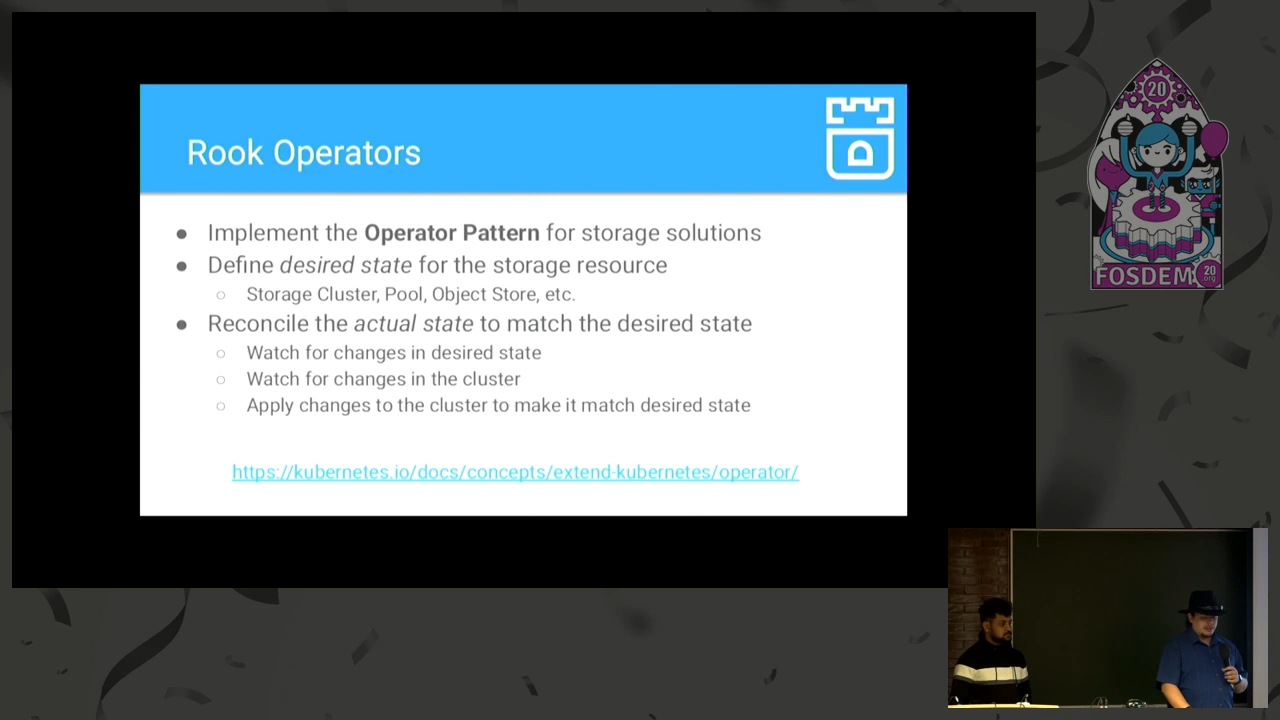 Rook Operators
● Implement the Operator Pattern for storage solutions
● Define desired state for the storage resource
○ Storage Cluster, Pool, Object Store, etc.
● Reconcile the actual state to match the desired state
○ Watch for changes in desired state
○ Watch for changes in the cluster
○ Apply changes to the cluster to make it match desired state
https://kubernetes.io/docs/concepts/extend-kubernetes/operator/
20
FOSDEM
20
.org